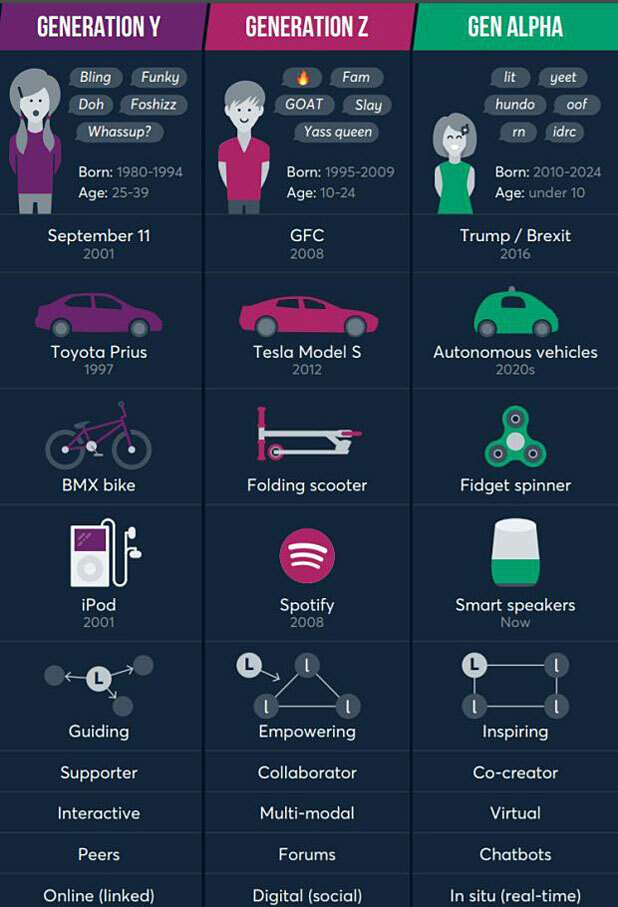 GENERATION Y
GENERATION Z
GEN ALPHA
Bling Funky
Doh Foshizz
Whassup?
Born: 1980-1994
Age: 25-39
🔥 Fam
GOAT Slay
Yass queen
Born: 1995-2009
Age: 10-24
lit yeet
hundo oof
rn idrc
Born: 2010-2024
Age: under 10
September 11
2001
GFC
2008
Trump / Brexit
2016
Toyota Prius
1997
Tesla Model S
2012
Autonomous vehicles
2020s
BMX bike
Folding scooter
Fidget spinner
iPod
2001
Spotify
2008
Smart speakers
Now
L
Guiding
L l
l l
Empowering
L l
l l
Inspiring
Supporter
Collaborator
Co-creator
Interactive
Multi-modal
Virtual
Peers
Forums
Chatbots
Online (linked)
Digital (social)
In situ (real-time)